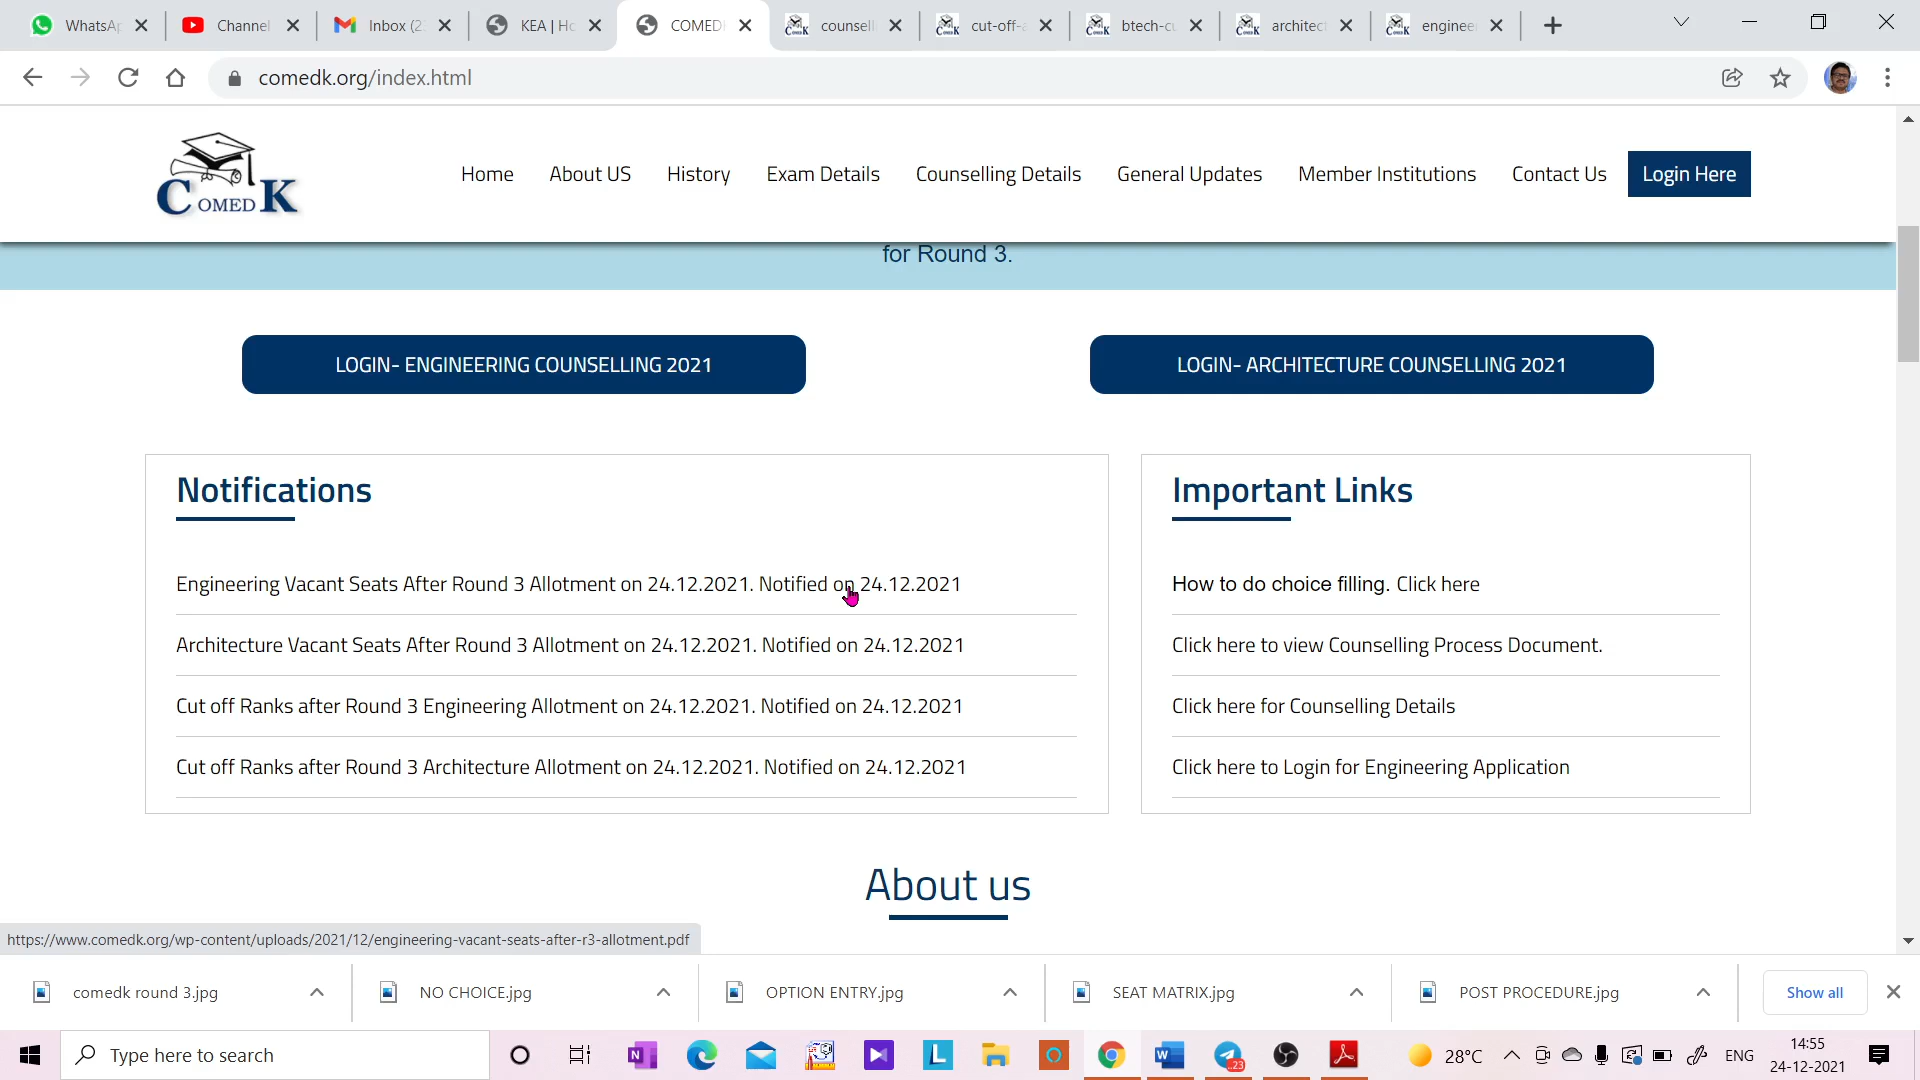 WhatsAp
Channel
Inbox (2
KEA | Ho
COMED
counsell
cut-off-a
btech-cu
architect
engineer
comedk.org/index.html
COMEDK
Home
About US
History
Exam Details
Counselling Details
General Updates
Member Institutions
Contact Us
Login Here
for Round 3.
LOGIN- ENGINEERING COUNSELLING 2021
LOGIN- ARCHITECTURE COUNSELLING 2021
Notifications
Engineering Vacant Seats After Round 3 Allotment on 24.12.2021. Notified on 24.12.2021
Architecture Vacant Seats After Round 3 Allotment on 24.12.2021. Notified on 24.12.2021
Cut off Ranks after Round 3 Engineering Allotment on 24.12.2021. Notified on 24.12.2021
Cut off Ranks after Round 3 Architecture Allotment on 24.12.2021. Notified on 24.12.2021
Important Links
How to do choice filling. Click here
Click here to view Counselling Process Document.
Click here for Counselling Details
Click here to Login for Engineering Application
About us
https://www.comedk.org/wp-content/uploads/2021/12/engineering-vacant-seats-after-r3-allotment.pdf
comedk round 3.jpg
NO CHOICE.jpg
OPTION ENTRY.jpg
SEAT MATRIX.jpg
POST PROCEDURE.jpg
Show all
Type here to search
28°C
ENG
14:55
24-12-2021